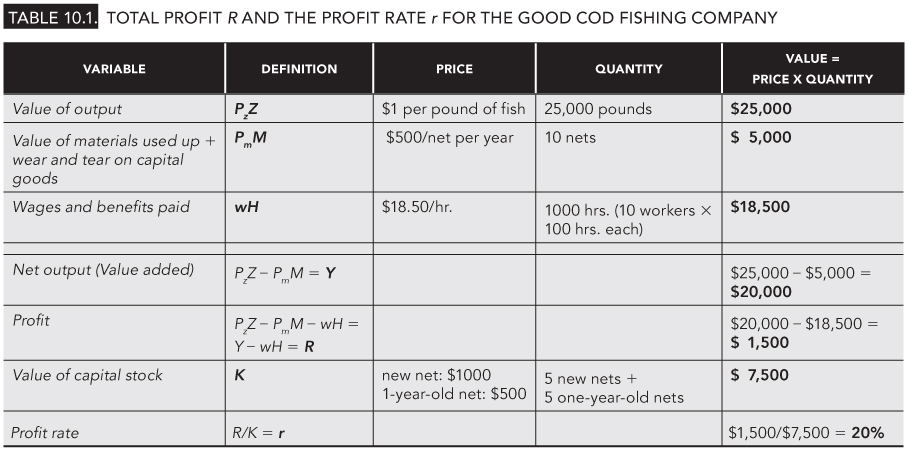 TABLE 10.1. TOTAL PROFIT R AND THE PROFIT RATE r FOR THE GOOD COD FISHING COMPANY
VARIABLE DEFINITION PRICE QUANTITY VALUE =
PRICE X QUANTITY
Value of output PzZ $1 per pound of fish 25,000 pounds $25,000
Value of materials used up + PmM $500/net per year 10 nets $ 5,000
wear and tear on capital
goods
Wages and benefits paid wH $18.50/hr. 1000 hrs. (10 workers × $18,500
100 hrs. each)
Net output (Value added) PzZ – PmM = Y $25,000 – $5,000 =
$20,000
Profit PzZ – PmM – wH = $20,000 – $18,500 =
Y – wH = R $ 1,500
Value of capital stock K new net: $1000 5 new nets + $ 7,500
1-year-old net: $500 5 one-year-old nets
Profit rate R/K = r $1,500/$7,500 = 20%